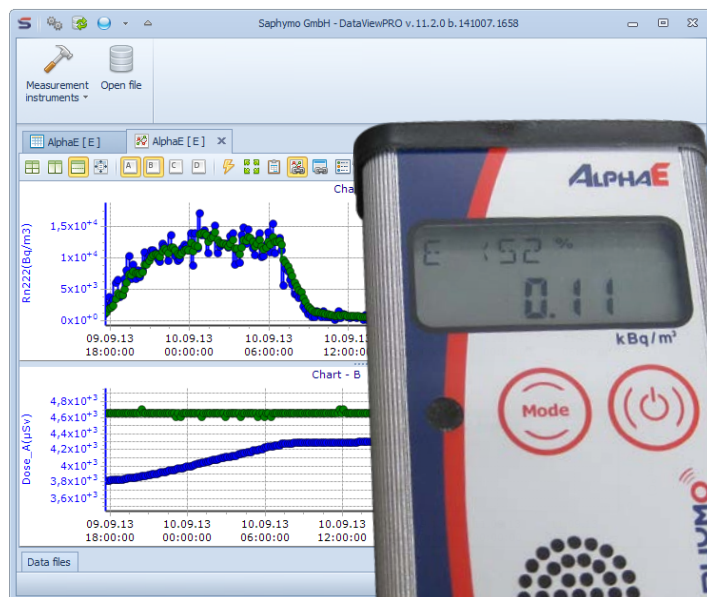 Saphymo GmbH - DataViewPRO v.11.2.0 b.141007.1658
Measurement instruments
Open file
AlphaE [ E ]
AlphaE [ E ]
A B C D
Rn222(Bq/m3)
1,5x10⁺⁴
1x10⁺⁴
5x10⁺³
0x10⁺⁰
09.09.13 10.09.13 10.09.13 10.09.13
18:00:00 00:00:00 06:00:00 12:00:00
Chart - B
Dose_A(µSv)
4,8x10⁺³
4,6x10⁺³
4,4x10⁺³
4,2x10⁺³
4x10⁺³
3,8x10⁺³
3,6x10⁺³
09.09.13 10.09.13 10.09.13 10.09.13
18:00:00 00:00:00 06:00:00 12:00:00
Data files
ALPHAE
E 152 %
0.11
kBq/m³
Mode